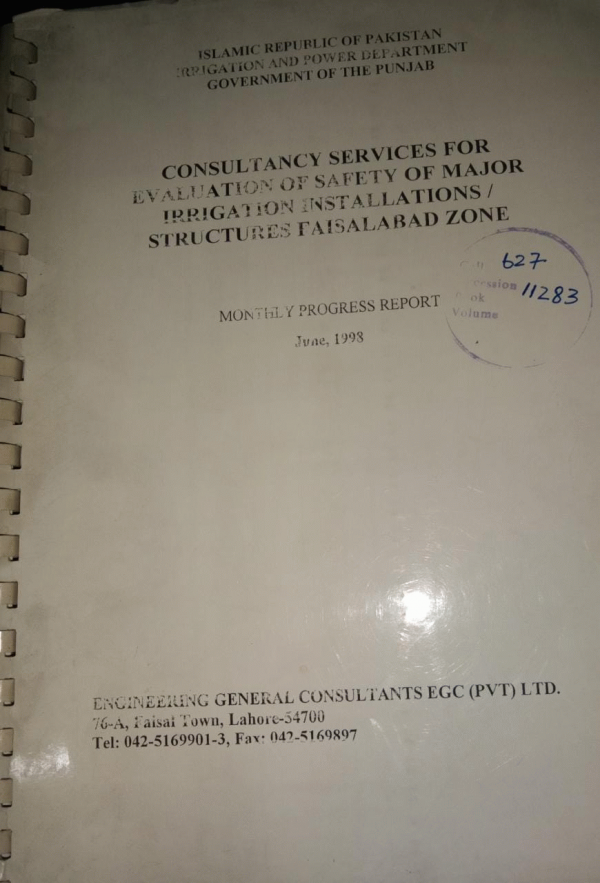 ISLAMIC REPUBLIC OF PAKISTAN
IRRIGATION AND POWER DEPARTMENT
GOVERNMENT OF THE PUNJAB
CONSULTANCY SERVICES FOR
EVALUATION OF SAFETY OF MAJOR
IRRIGATION INSTALLATIONS /
STRUCTURES FAISALABAD ZONE
627
11283
Volume
MONTHLY PROGRESS REPORT
June, 1998
ENGINEERING GENERAL CONSULTANTS EGC (PVT) LTD.
76-A, Faisal Town, Lahore-54700
Tel: 042-5169901-3, Fax: 042-5169897